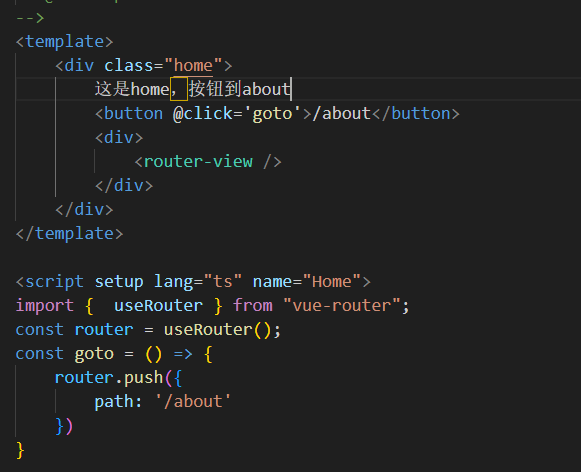 -->
<template>
    <div class="home">
        这是home，按钮到about
        <button @click='goto'>/about</button>
        <div>
            <router-view />
        </div>
    </div>
</template>
<script setup lang="ts" name="Home">
import {  useRouter } from "vue-router";
const router = useRouter();
const goto = () => {
    router.push({
        path: '/about'
    })
}